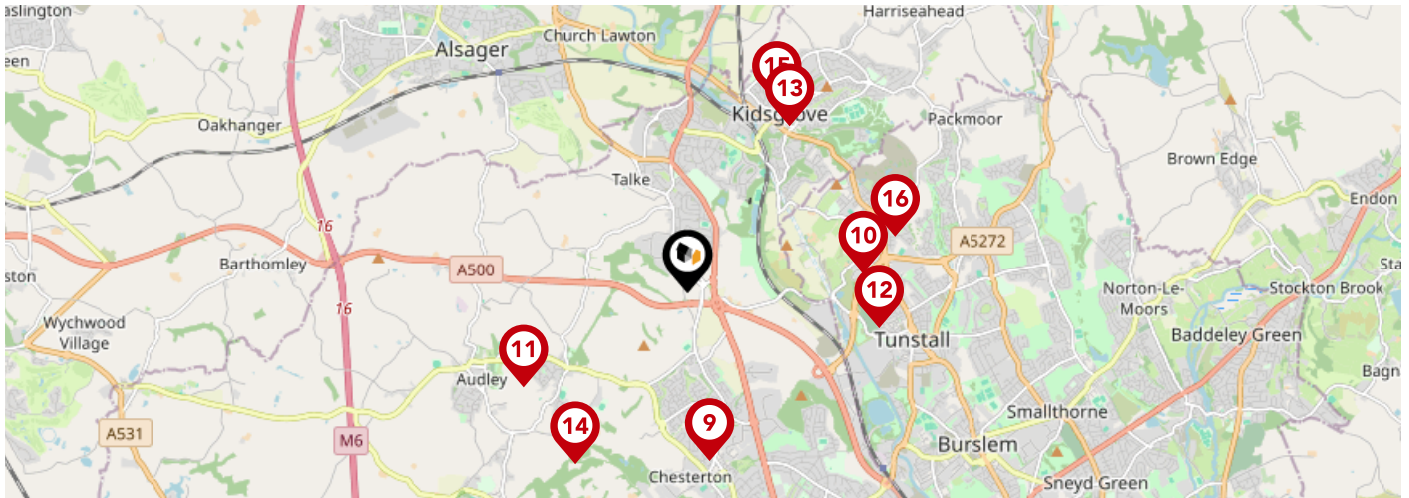 aslington
Harriseahead
Church Lawton
Alsager
een
15
13
Kidsgrove
Oakhanger
Packmoor
Brown Edge
Talke
Endon
16
16
10
A5272
Barthomley
A500
ston
Sta
12
Norton-Le-
Moors
Stockton Brook
16
Wychwood
Village
Tunstall
Baddeley Green
11
Audley
Bagn
14
9
Smallthorne
A531
M6
Burslem
Chesterton
Sneyd Green